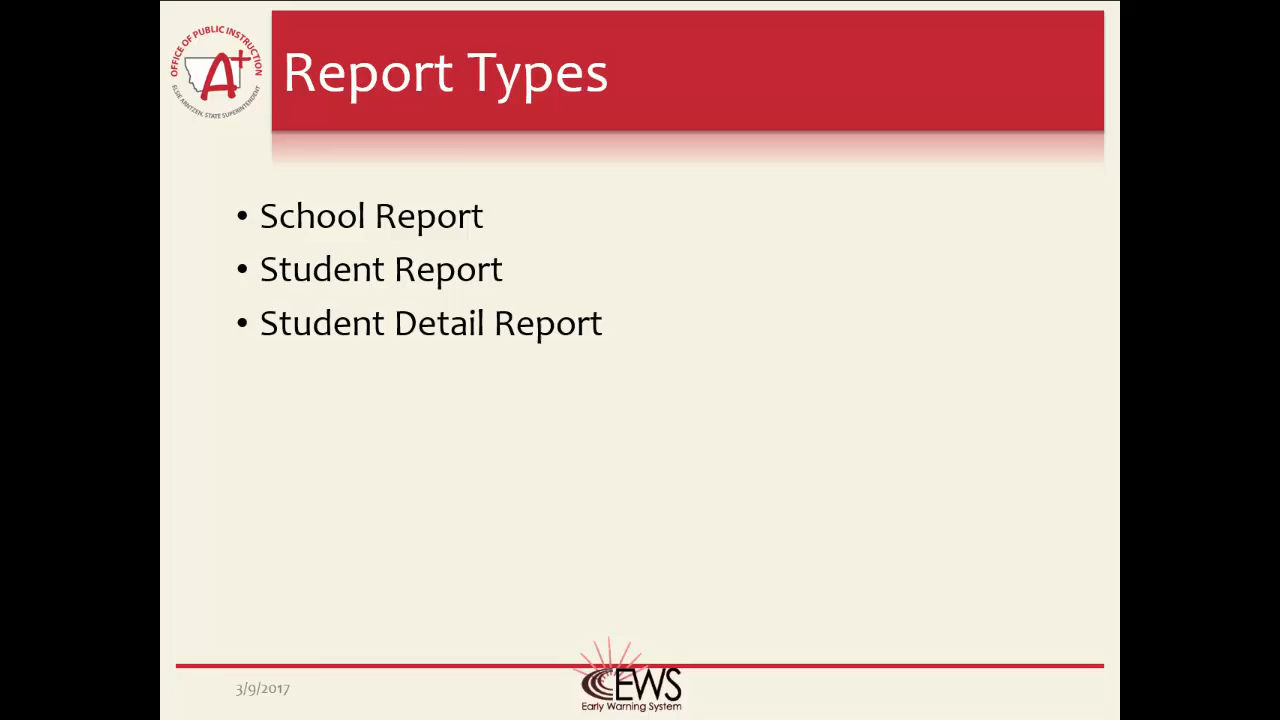 OFFICE OF PUBLIC INSTRUCTION
A+
ELSIE ARNTZEN, STATE SUPERINTENDENT
Report Types
• School Report
• Student Report
• Student Detail Report
3/9/2017
EWS
Early Warning System